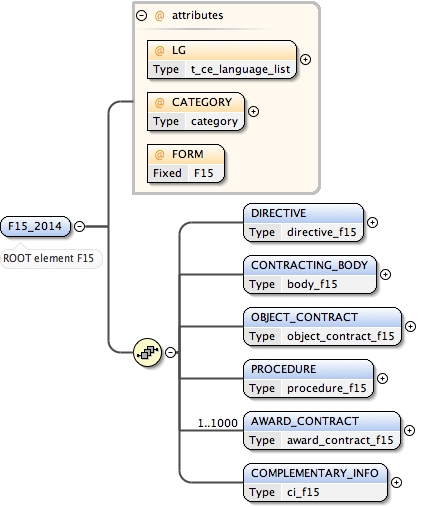 @ attributes
@ LG
Type t_ce_language_list
@ CATEGORY
Type category
@ FORM
Fixed F15
F15_2014
ROOT element F15
DIRECTIVE
Type directive_f15
CONTRACTING_BODY
Type body_f15
OBJECT_CONTRACT
Type object_contract_f15
PROCEDURE
Type procedure_f15
1..1000
AWARD_CONTRACT
Type award_contract_f15
COMPLEMENTARY_INFO
Type ci_f15